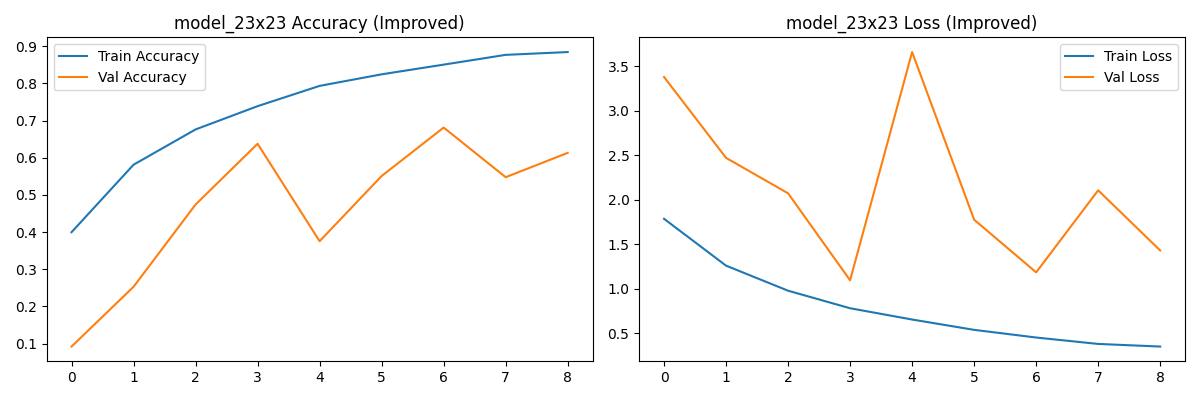 model_23x23 Accuracy (Improved)
Train Accuracy
Val Accuracy
0.9
0.8
0.7
0.6
0.5
0.4
0.3
0.2
0.1
0 1 2 3 4 5 6 7 8
model_23x23 Loss (Improved)
Train Loss
Val Loss
3.5
3.0
2.5
2.0
1.5
1.0
0.5
0 1 2 3 4 5 6 7 8